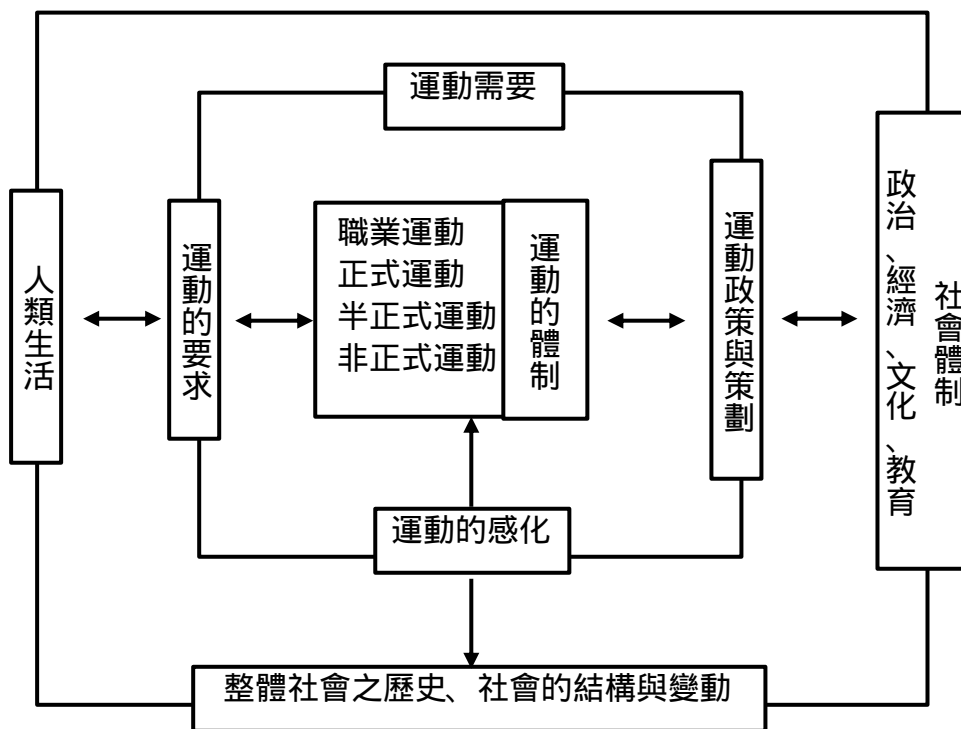 運動需要
人類生活
運動的要求
職業運動
正式運動
半正式運動
非正式運動
運動的體制
運動政策與策劃
社會體制
政治、經濟、文化、教育
運動的感化
整體社會之歷史、社會的結構與變動